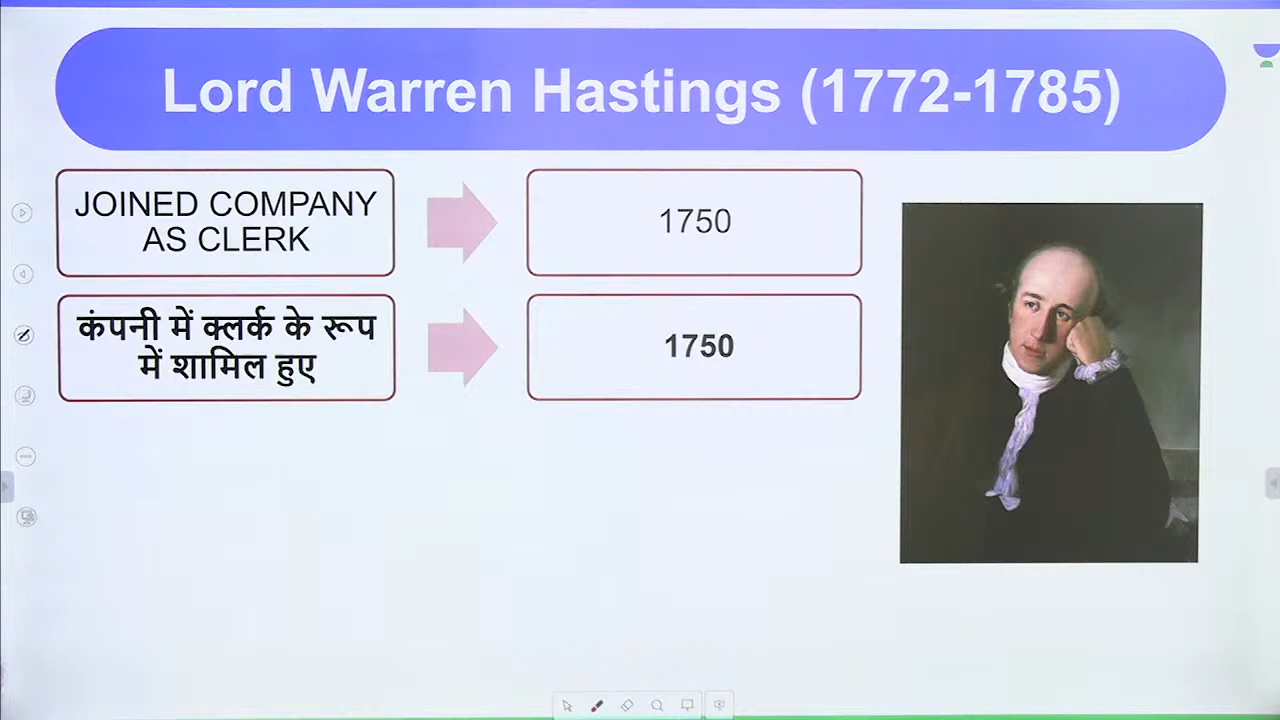 Lord Warren Hastings (1772-1785)
JOINED COMPANY
AS CLERK
1750
कंपनी में क्लर्क के रूप
में शामिल हुए
1750